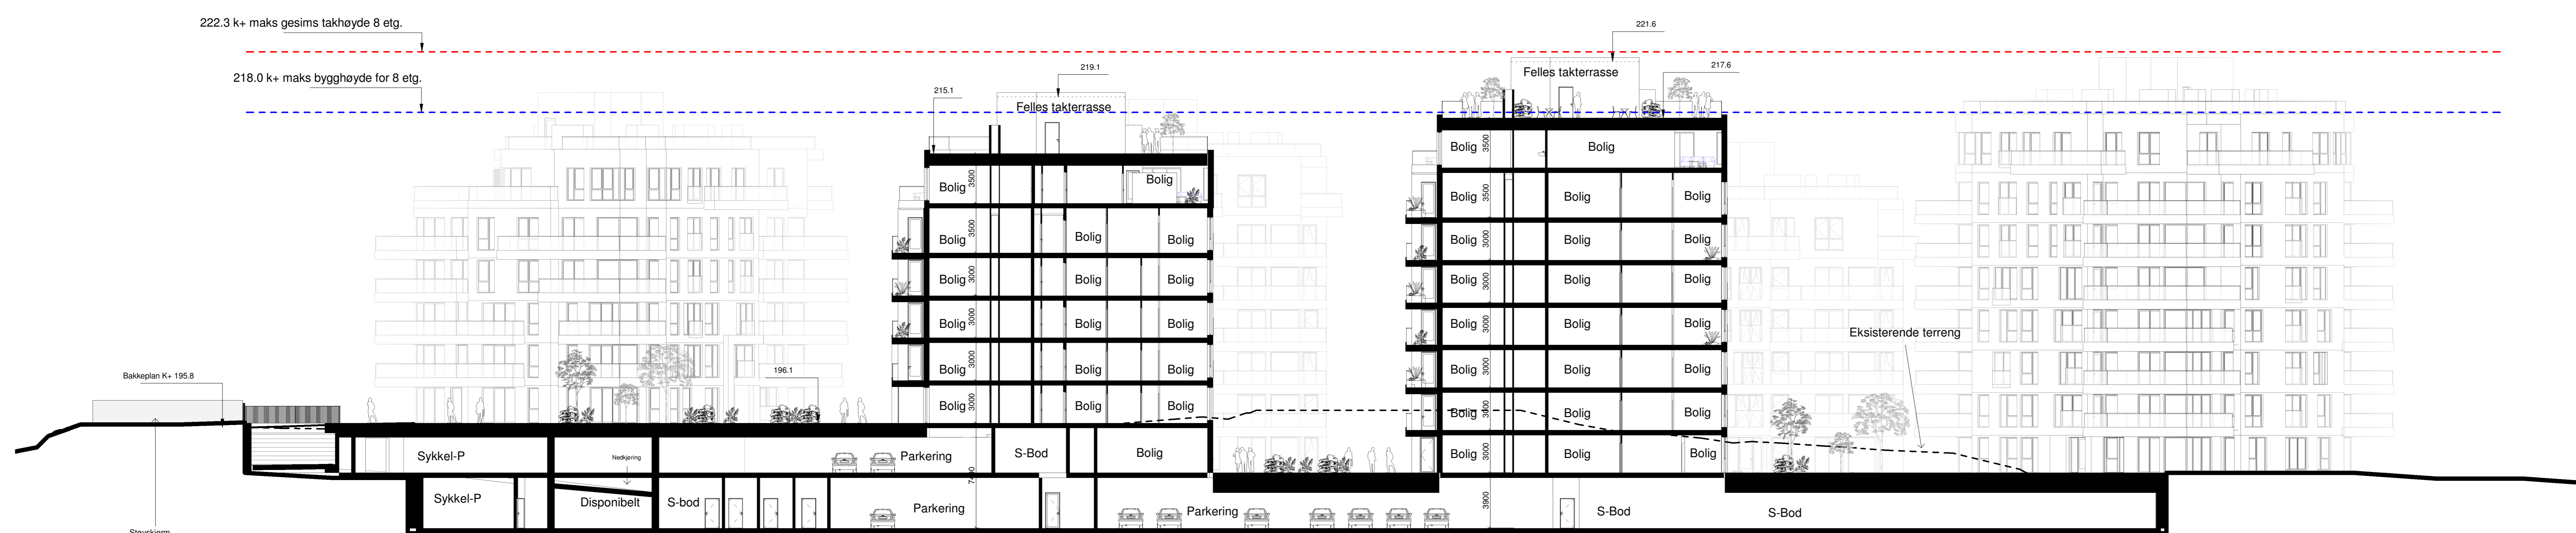 222.3 k+ maks gesims takhøyde 8 etg.
221.6
Felles takterrasse
217.6
219.1
218.0 k+ maks bygghøyde for 8 etg.
215.1
Felles takterrasse
Bolig
3500
Bolig
Bolig
3500
Bolig
Bolig
3500
Bolig
Bolig
Bolig
3500
Bolig
Bolig
Bolig
3000
Bolig
Bolig
Bolig
3000
Bolig
Bolig
Bolig
3000
Bolig
Bolig
Bolig
3000
Bolig
Bolig
Bolig
3000
Bolig
Bolig
Eksisterende terreng
Bolig
3000
Bolig
Bolig
Bolig
3000
Bolig
Bolig
196.1
Bakkeplan K+ 195.8
Bolig
3000
Bolig
Bolig
Bolig
3000
Bolig
Bolig
Sykkel-P
Nedkjøring
Parkering
S-Bod
Bolig
Bolig
3000
Bolig
Bolig
Sykkel-P
Disponibelt
S-bod
Parkering
Parkering
3900
S-Bod
S-Bod
Støyskjerm